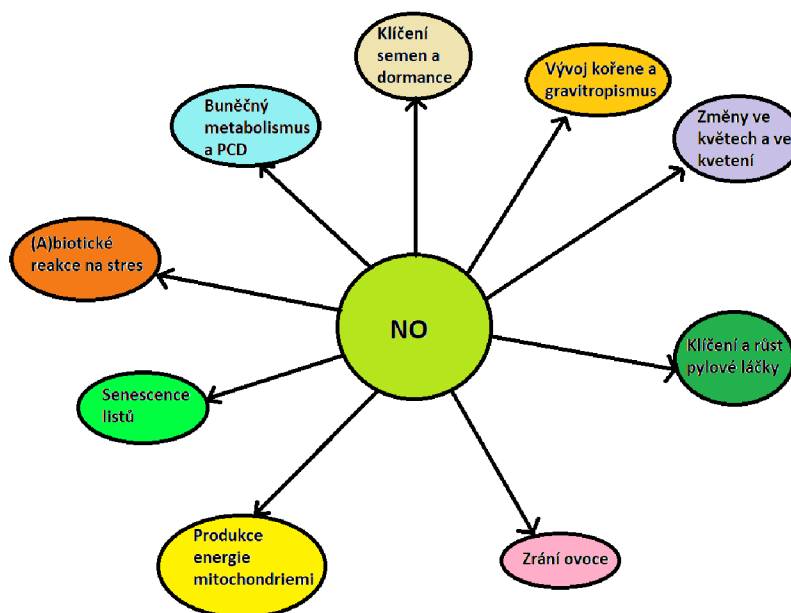 Klíčení
semen a
dormance
Vývoj kořene a
gravitropismus
Změny ve
květech a ve
kvetení
Buněčný
metabolismus
a PCD
(A)biotické
reakce na stres
NO
Klíčení a růst
pylové láčky
Senescence
listů
Produkce
energie
mitochondriemi
Zrání ovoce